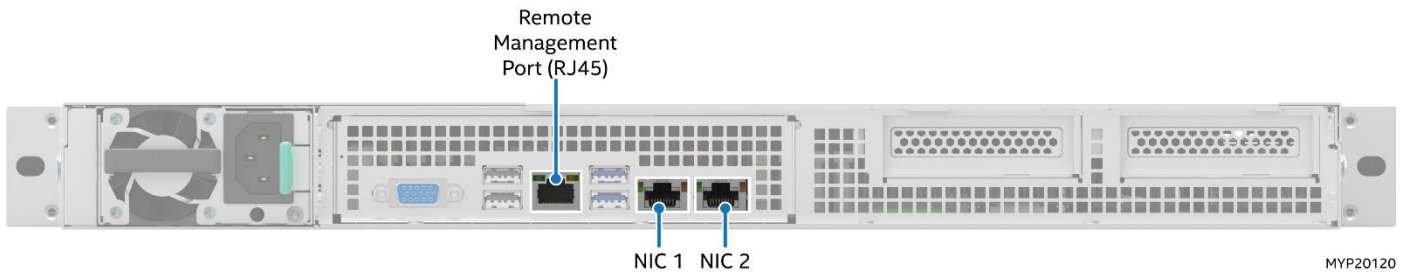 Remote
Management
Port (RJ45)
NIC 1 NIC 2
MYP20120